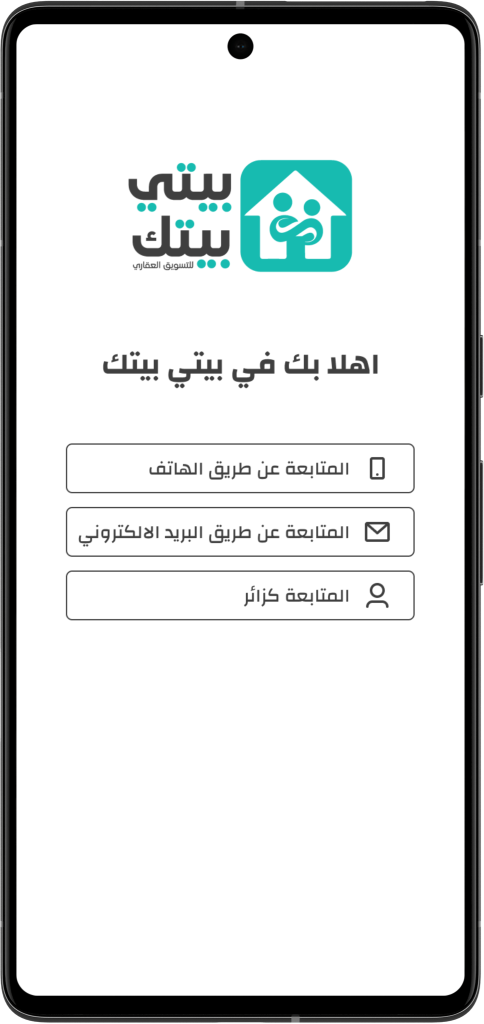 بيتي
بيتك
للتسويق العقاري
اهلا بك في بيتي بيتك
المتابعة عن طريق الهاتف
المتابعة عن طريق البريد الالكتروني
المتابعة كزائر